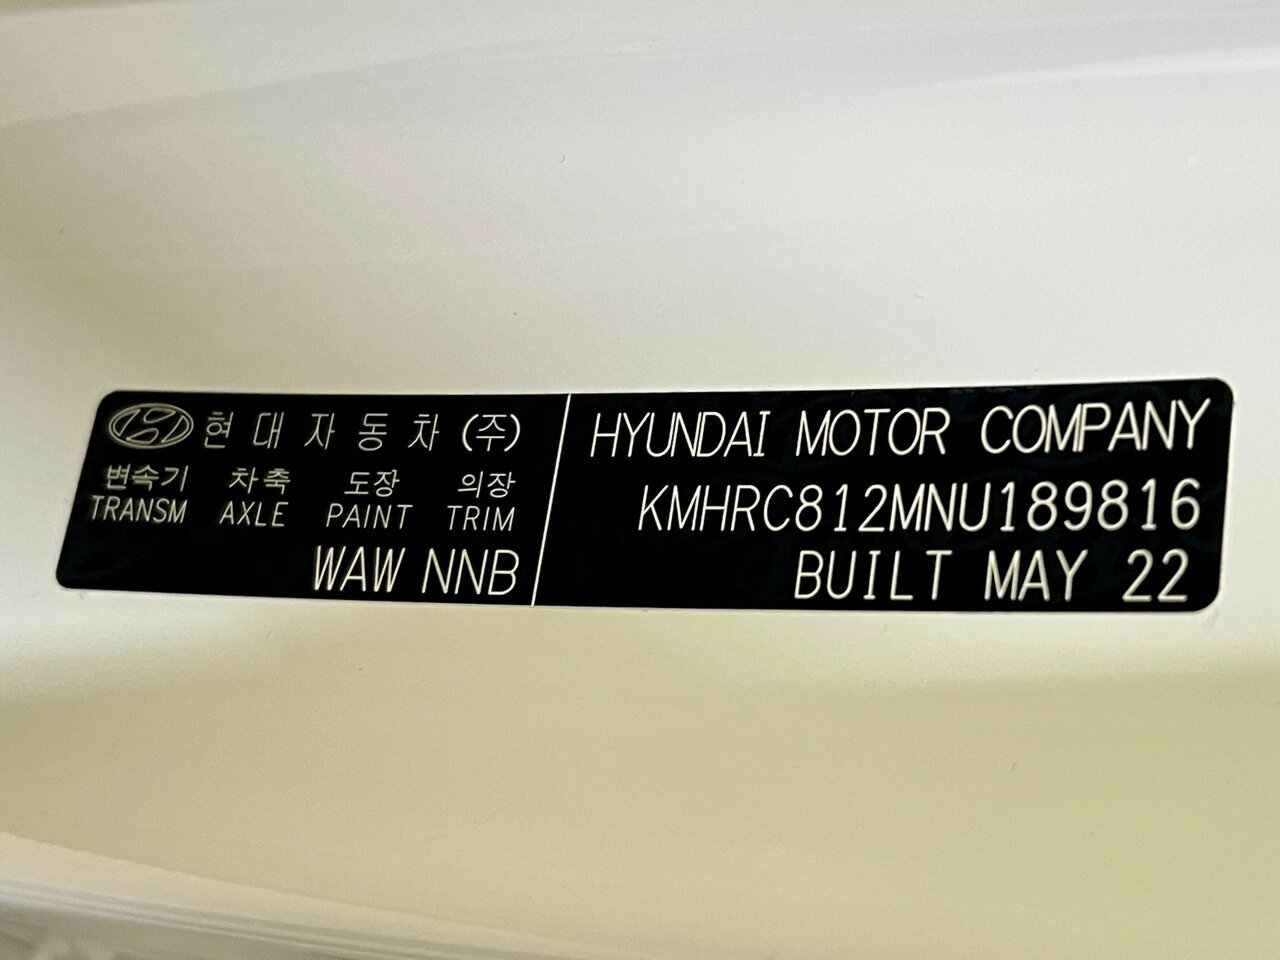 현대자동차(주)
변속기 차축 도장 의장
TRANSM AXLE PAINT TRIM
WAW NNB
HYUNDAI MOTOR COMPANY
KMHRC812MNU189816
BUILT MAY 22